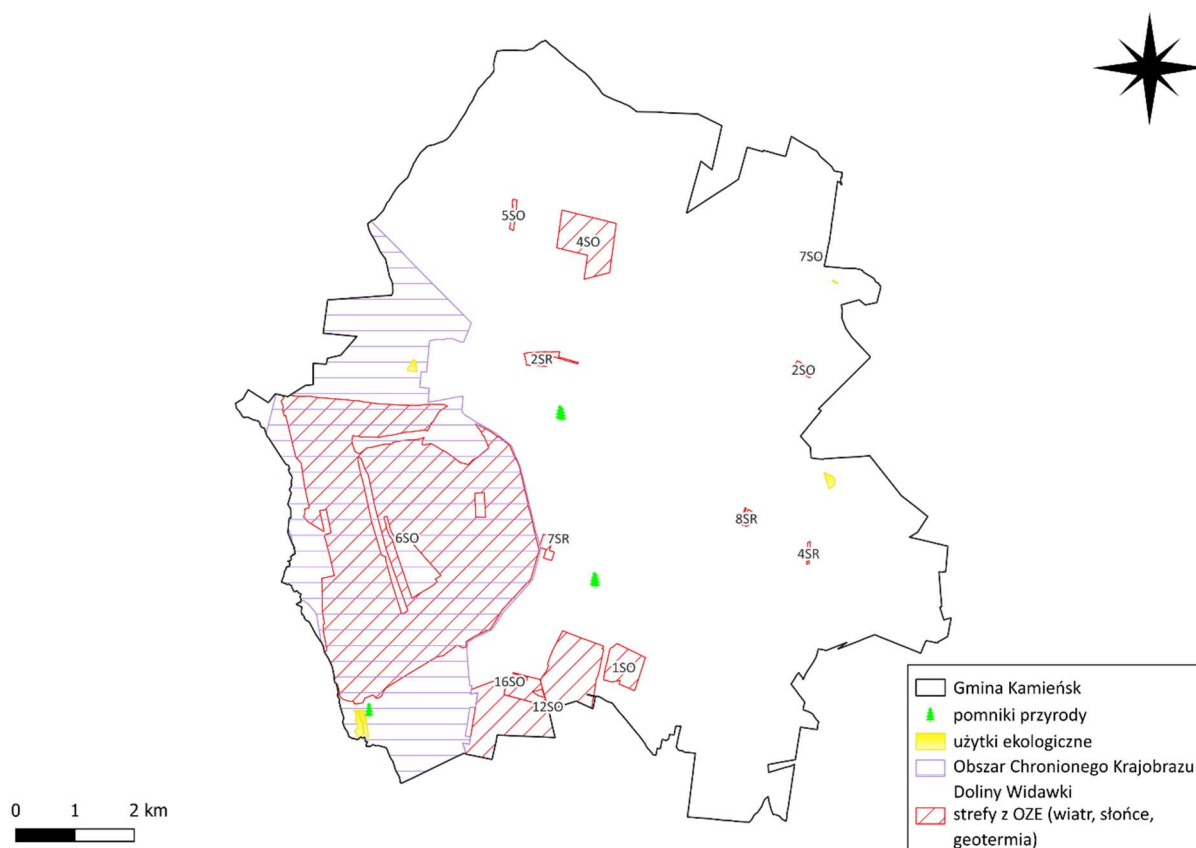 5SO
4SO
7SO
2SR
2SO
8SR
6SO
7SR
4SR
1SO
16SO
12SO
Gmina Kamieńsk
pomniki przyrody
użytki ekologiczne
Obszar Chronionego Krajobrazu
Doliny Widawki
strefy z OZE (wiatr, słońce,
geotermia)
0 1 2 km